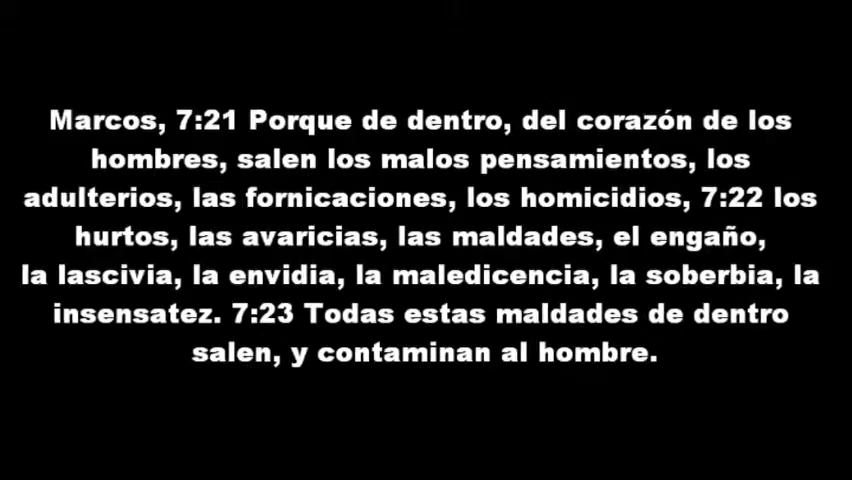 Marcos, 7:21 Porque de dentro, del corazón de los
hombres, salen los malos pensamientos, los
adulterios, las fornicaciones, los homicidios, 7:22 los
hurtos, las avaricias, las maldades, el engaño,
la lascivia, la envidia, la maledicencia, la soberbia, la
insensatez. 7:23 Todas estas maldades de dentro
salen, y contaminan al hombre.